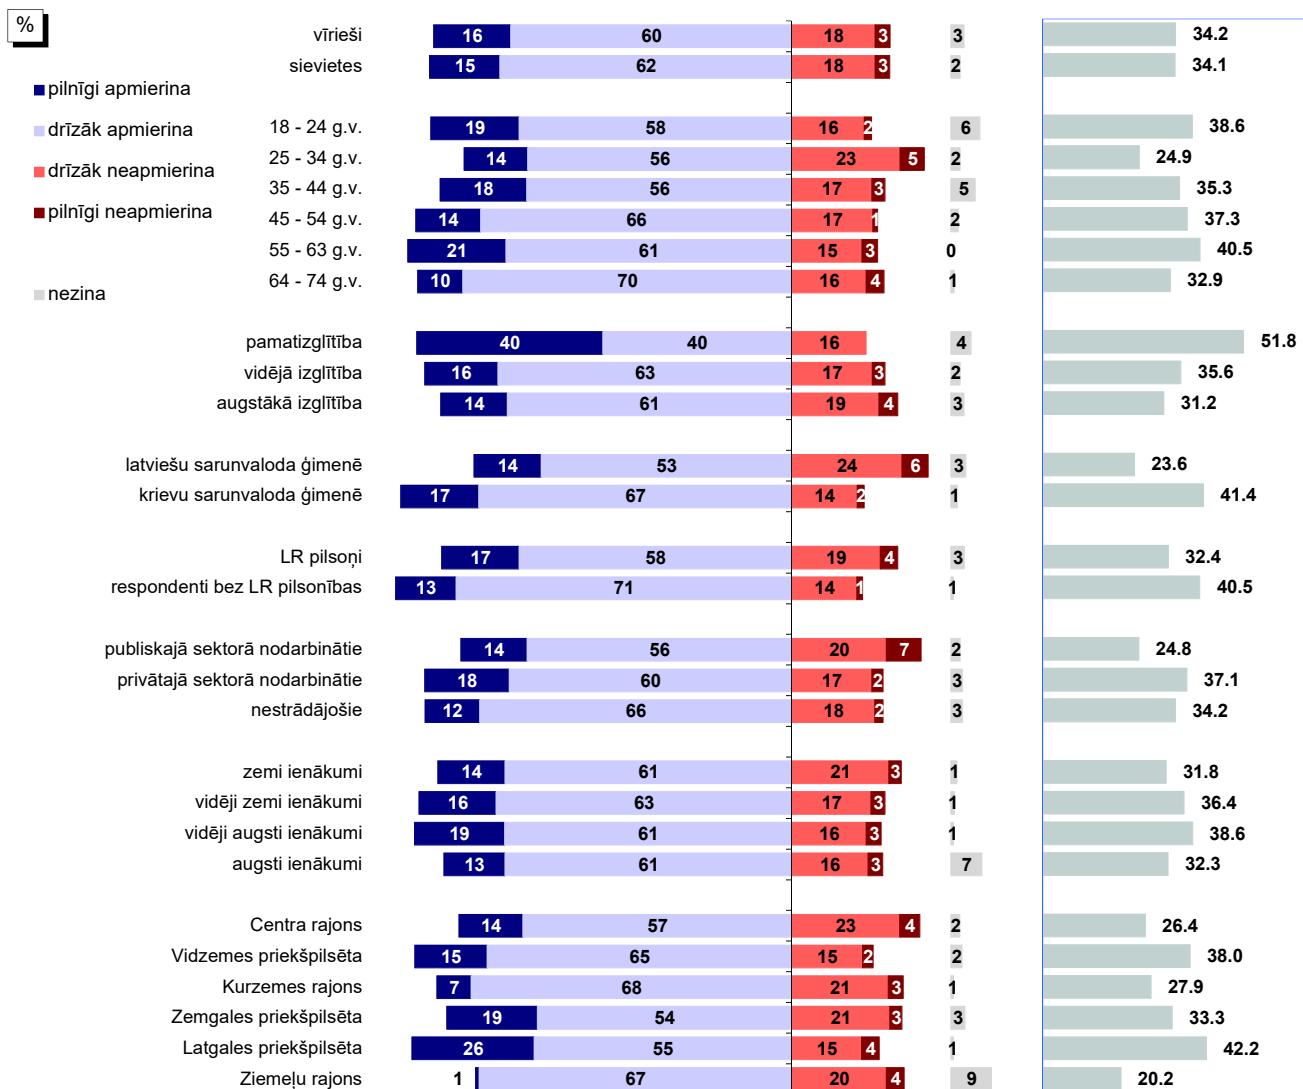 %
pilnīgi apmierina
drīzāk apmierina
drīzāk neapmierina
pilnīgi neapmierina
nezina
vīrieši 16 60 18 3 3 34.2
sievietes 15 62 18 3 2 34.1
18 - 24 g.v. 19 58 16 2 6 38.6
25 - 34 g.v. 14 56 23 5 2 24.9
35 - 44 g.v. 18 56 17 3 5 35.3
45 - 54 g.v. 14 66 17 1 2 37.3
55 - 63 g.v. 21 61 15 3 0 40.5
64 - 74 g.v. 10 70 16 4 1 32.9
pamatizglītība 40 40 16 4 51.8
vidējā izglītība 16 63 17 3 2 35.6
augstākā izglītība 14 61 19 4 3 31.2
latviešu sarunvaloda ģimenē 14 53 24 6 3 23.6
krievu sarunvaloda ģimenē 17 67 14 2 1 41.4
LR pilsoņi 17 58 19 4 3 32.4
respondenti bez LR pilsonības 13 71 14 1 1 40.5
publiskajā sektorā nodarbinātie 14 56 20 7 2 24.8
privātajā sektorā nodarbinātie 18 60 17 2 3 37.1
nestrādājošie 12 66 18 2 3 34.2
zemi ienākumi 14 61 21 3 1 31.8
vidēji zemi ienākumi 16 63 17 3 1 36.4
vidēji augsti ienākumi 19 61 16 3 1 38.6
augsti ienākumi 13 61 16 3 7 32.3
Centra rajons 14 57 23 4 2 26.4
Vidzemes priekšpilsēta 15 65 15 2 2 38.0
Kurzemes rajons 7 68 21 3 1 27.9
Zemgales priekšpilsēta 19 54 21 3 3 33.3
Latgales priekšpilsēta 26 55 15 4 1 42.2
Ziemeļu rajons 1 67 20 4 9 20.2